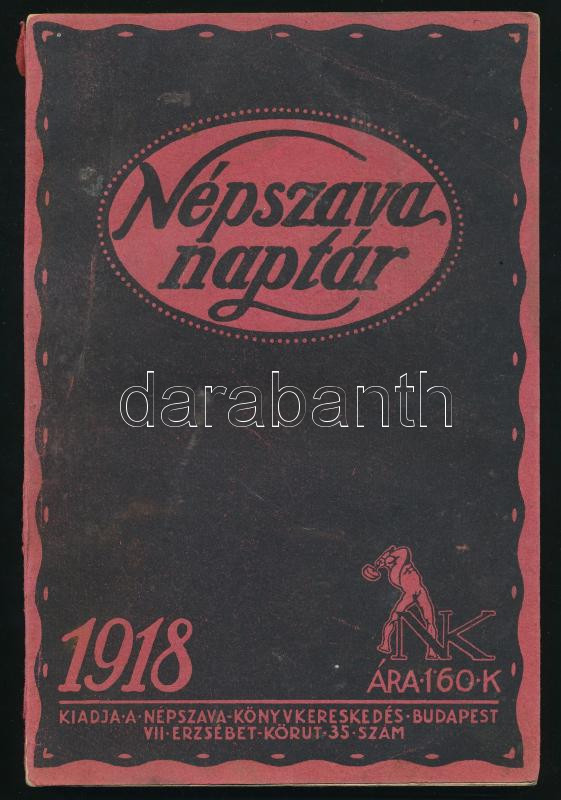 Népszava
naptár
darabanth
1918
NK
ÁRA·1·60·K
KIADJA·A·NÉPSZAVA-KÖNYVKERESKEDÉS·BUDAPEST
VII·ERZSÉBET-KÖRUT·35·SZÁM